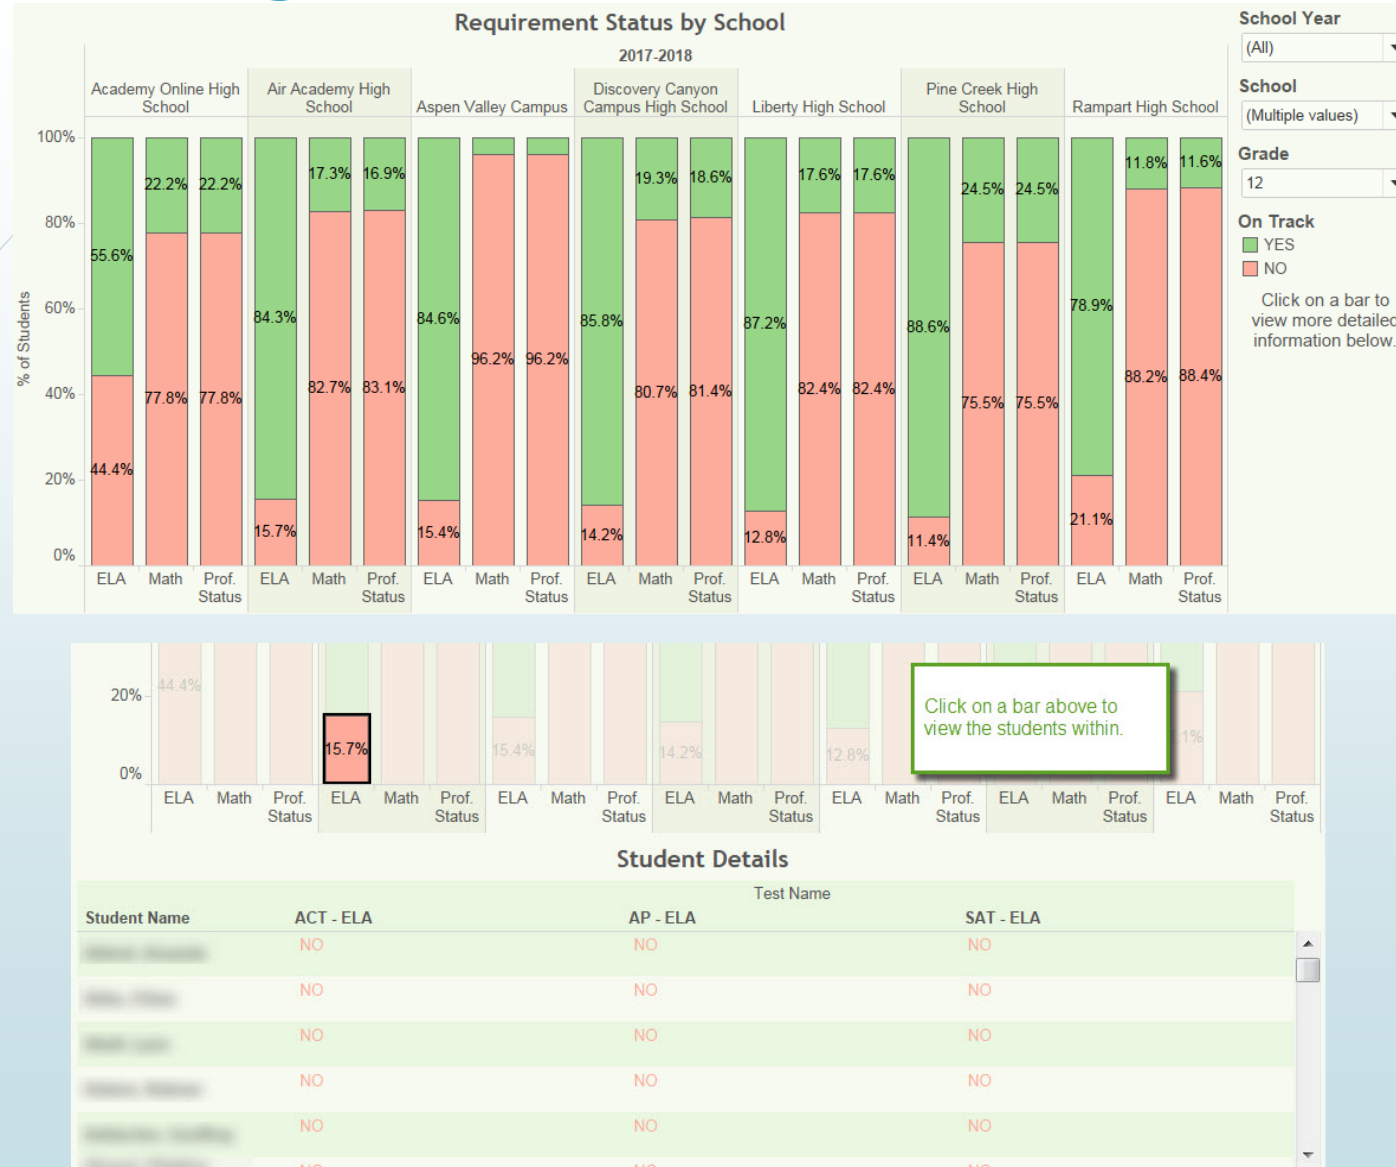 Requirement Status by School
2017-2018
Academy Online High School
Air Academy High School
Aspen Valley Campus
Discovery Canyon Campus High School
Liberty High School
Pine Creek High School
Rampart High School
% of Students
100%
80%
60%
40%
20%
0%
55.6% 22.2% 22.2%
44.4% 77.8% 77.8%
84.3% 17.3% 16.9%
15.7% 82.7% 83.1%
84.6%
15.4% 96.2% 96.2%
85.8% 19.3% 18.6%
14.2% 80.7% 81.4%
87.2% 17.6% 17.6%
12.8% 82.4% 82.4%
88.6% 24.5% 24.5%
11.4% 75.5% 75.5%
78.9% 11.8% 11.6%
21.1% 88.2% 88.4%
ELA Math Prof. Status ELA Math Prof. Status ELA Math Prof. Status ELA Math Prof. Status ELA Math Prof. Status ELA Math Prof. Status ELA Math Prof. Status
School Year
(All)
School
(Multiple values)
Grade
12
On Track
YES
NO
Click on a bar to
view more detailed
information below.
20%
0%
44.4% 15.7% 15.4% 14.2% 12.8%
Click on a bar above to
view the students within.
ELA Math Prof. Status ELA Math Prof. Status ELA Math Prof. Status ELA Math Prof. Status ELA Math Prof. Status ELA Math Prof. Status ELA Math Prof. Status
Student Details
Test Name
Student Name ACT - ELA AP - ELA SAT - ELA
NO NO NO
NO NO NO
NO NO NO
NO NO NO
NO NO NO
NO NO NO